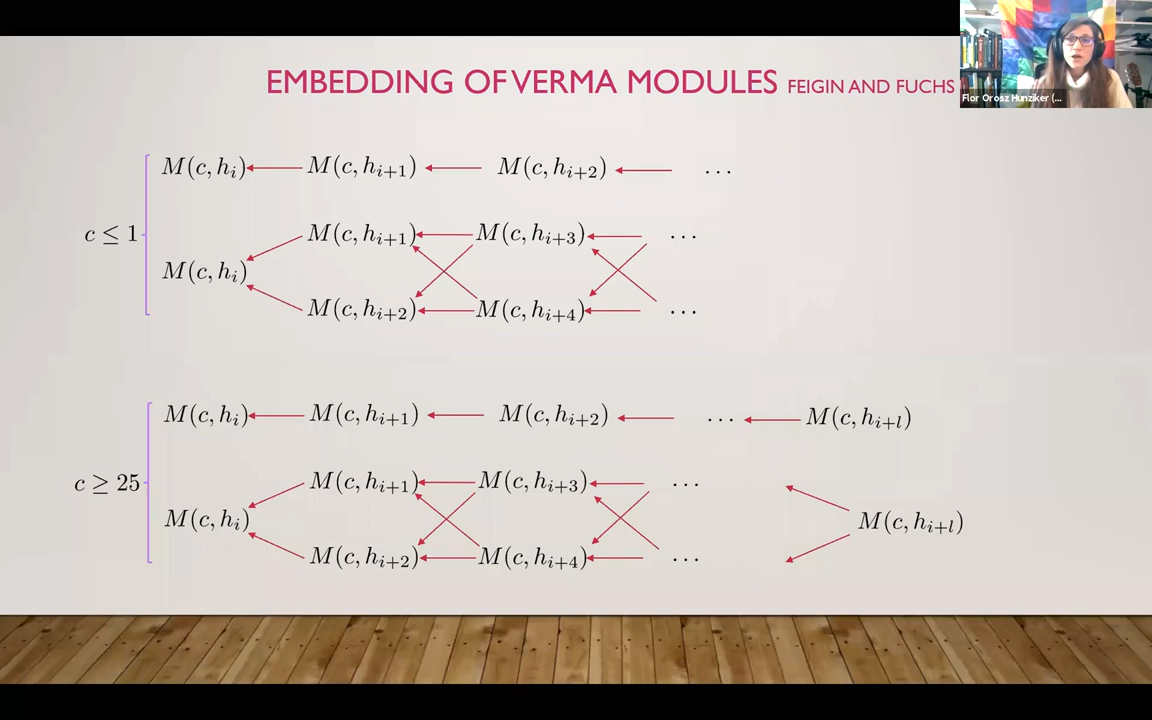 EMBEDDING OF VERMA MODULES FEIGIN AND FUCHS
Flor Orosz Hunziker (...
M(c, h_i) ← M(c, h_{i+1}) ← M(c, h_{i+2}) ← ...
M(c, h_{i+1}) ← M(c, h_{i+3}) ← ...
c ≤ 1
M(c, h_i)
M(c, h_{i+2}) ← M(c, h_{i+4}) ← ...
M(c, h_i) ← M(c, h_{i+1}) ← M(c, h_{i+2}) ← ... ← M(c, h_{i+l})
M(c, h_{i+1}) ← M(c, h_{i+3}) ← ...
c ≥ 25
M(c, h_i) M(c, h_{i+l})
M(c, h_{i+2}) ← M(c, h_{i+4}) ← ...